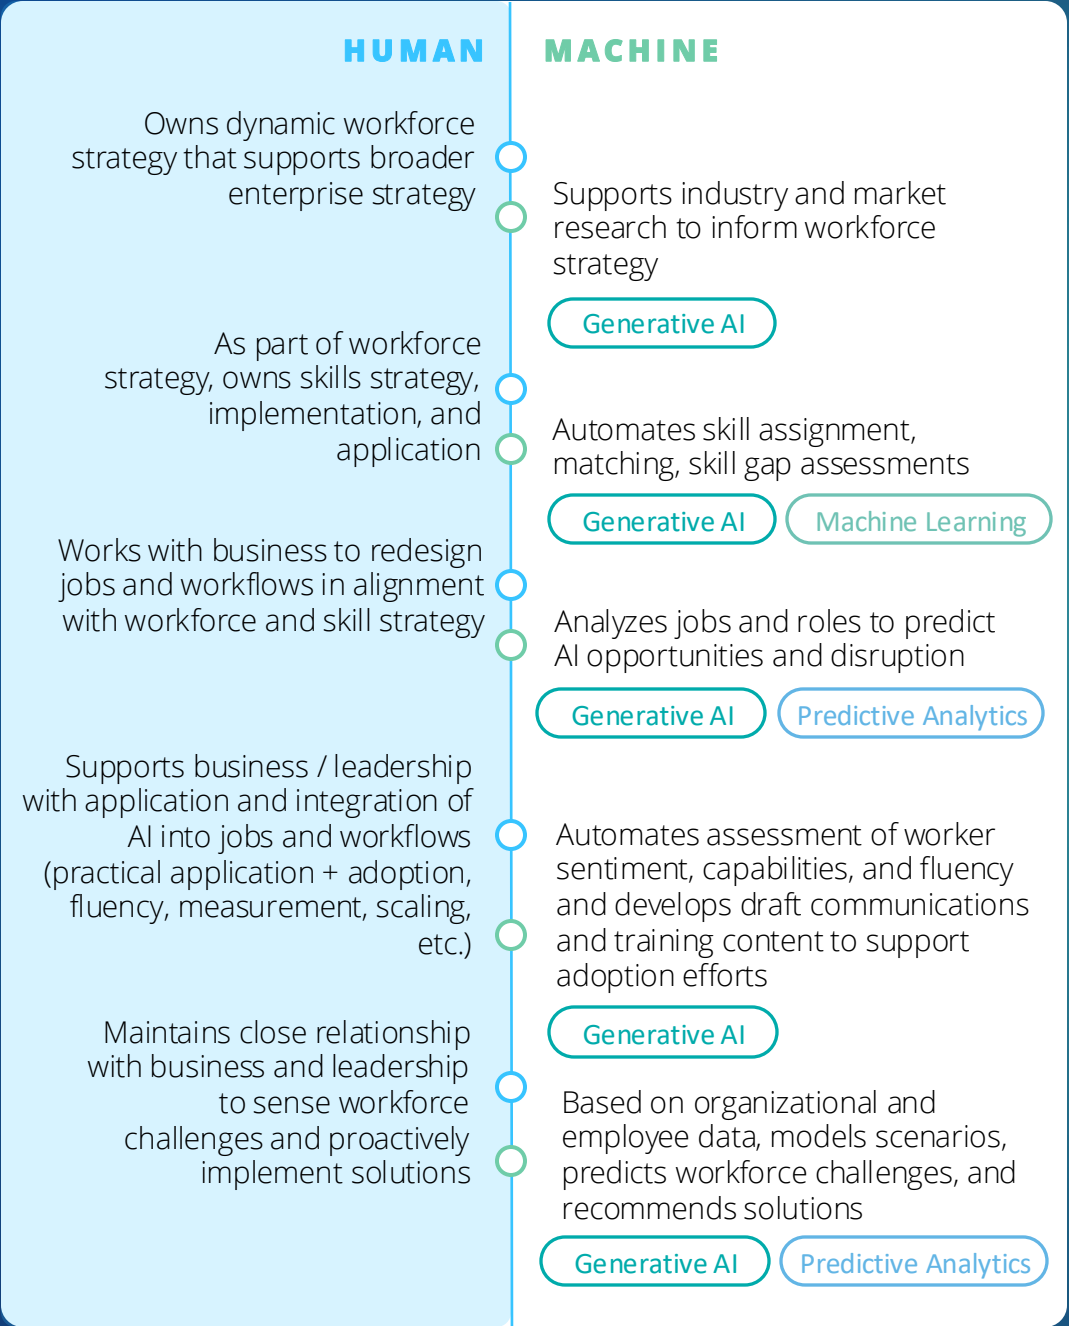 HUMAN
MACHINE
Owns dynamic workforce
strategy that supports broader
enterprise strategy
Supports industry and market
research to inform workforce
strategy
Generative AI
As part of workforce
strategy, owns skills strategy,
implementation, and
application
Automates skill assignment,
matching, skill gap assessments
Generative AI
Machine Learning
Works with business to redesign
jobs and workflows in alignment
with workforce and skill strategy
Analyzes jobs and roles to predict
AI opportunities and disruption
Generative AI
Predictive Analytics
Supports business / leadership
with application and integration of
AI into jobs and workflows
(practical application + adoption,
fluency, measurement, scaling,
etc.)
Automates assessment of worker
sentiment, capabilities, and fluency
and develops draft communications
and training content to support
adoption efforts
Generative AI
Maintains close relationship
with business and leadership
to sense workforce
challenges and proactively
implement solutions
Based on organizational and
employee data, models scenarios,
predicts workforce challenges, and
recommends solutions
Generative AI
Predictive Analytics